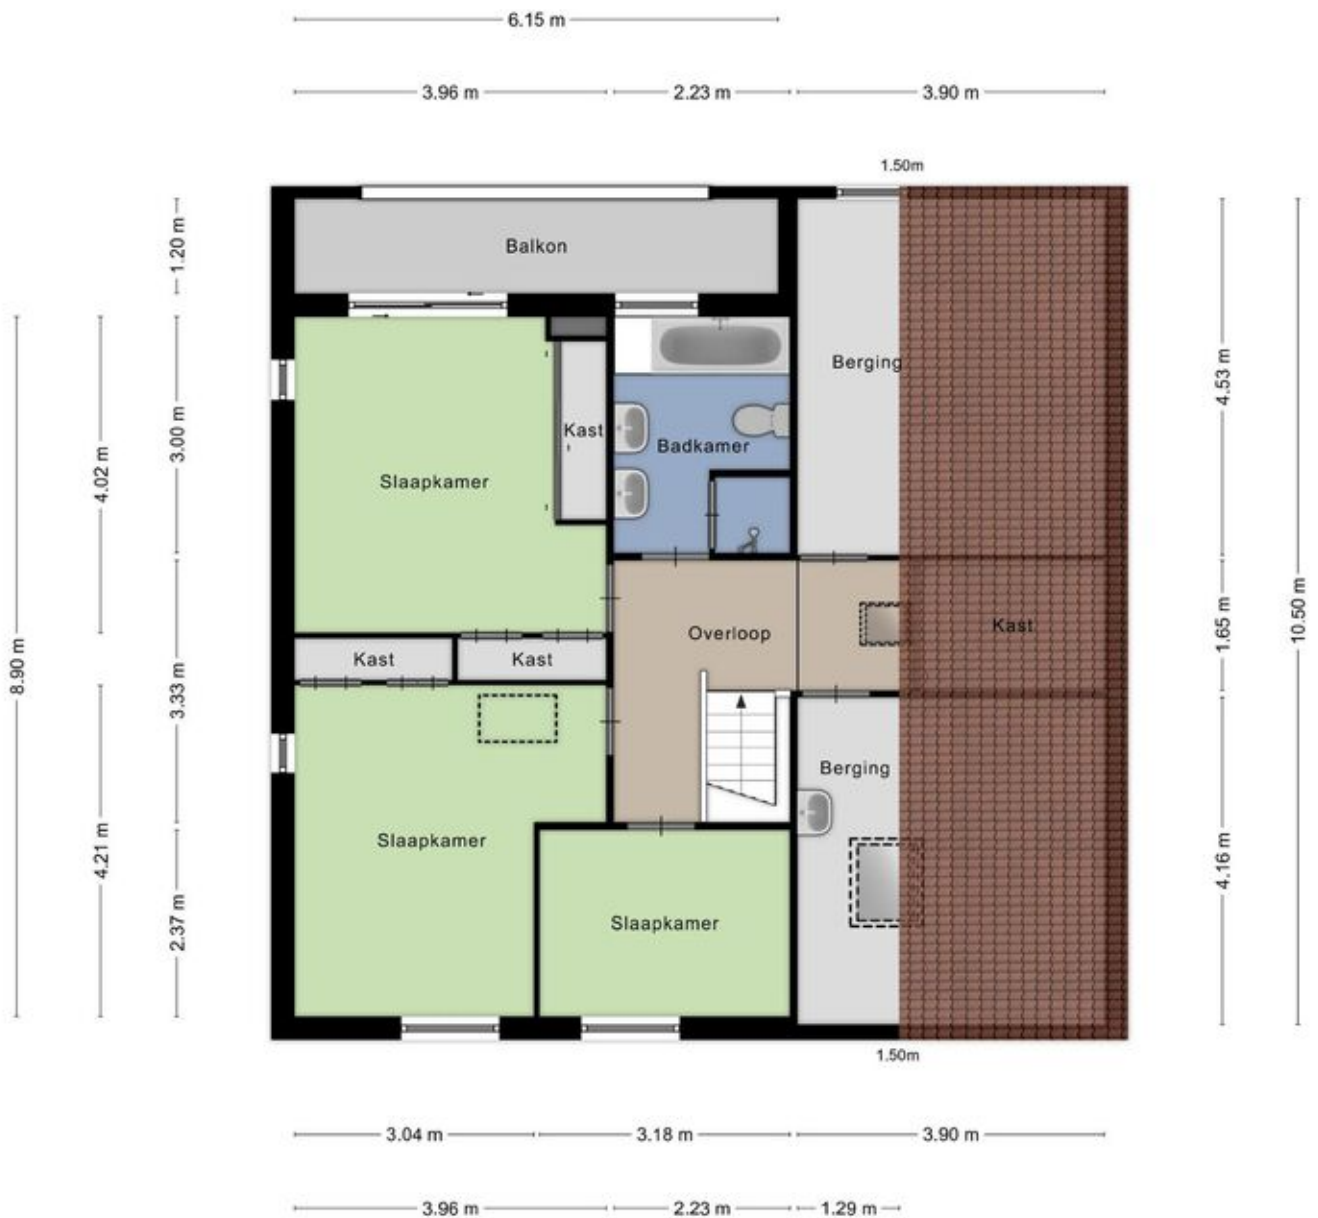 6.15 m
3.96 m
2.23 m
3.90 m
1.50m
1.20 m
Balkon
Berging
4.53 m
3.00 m
4.02 m
Kast
Badkamer
Slaapkamer
10.50 m
1.65 m
Kast
Overloop
8.90 m
3.33 m
Kast
Kast
Berging
Slaapkamer
4.21 m
4.16 m
2.37 m
Slaapkamer
1.50m
3.04 m
3.18 m
3.90 m
3.96 m
2.23 m
1.29 m